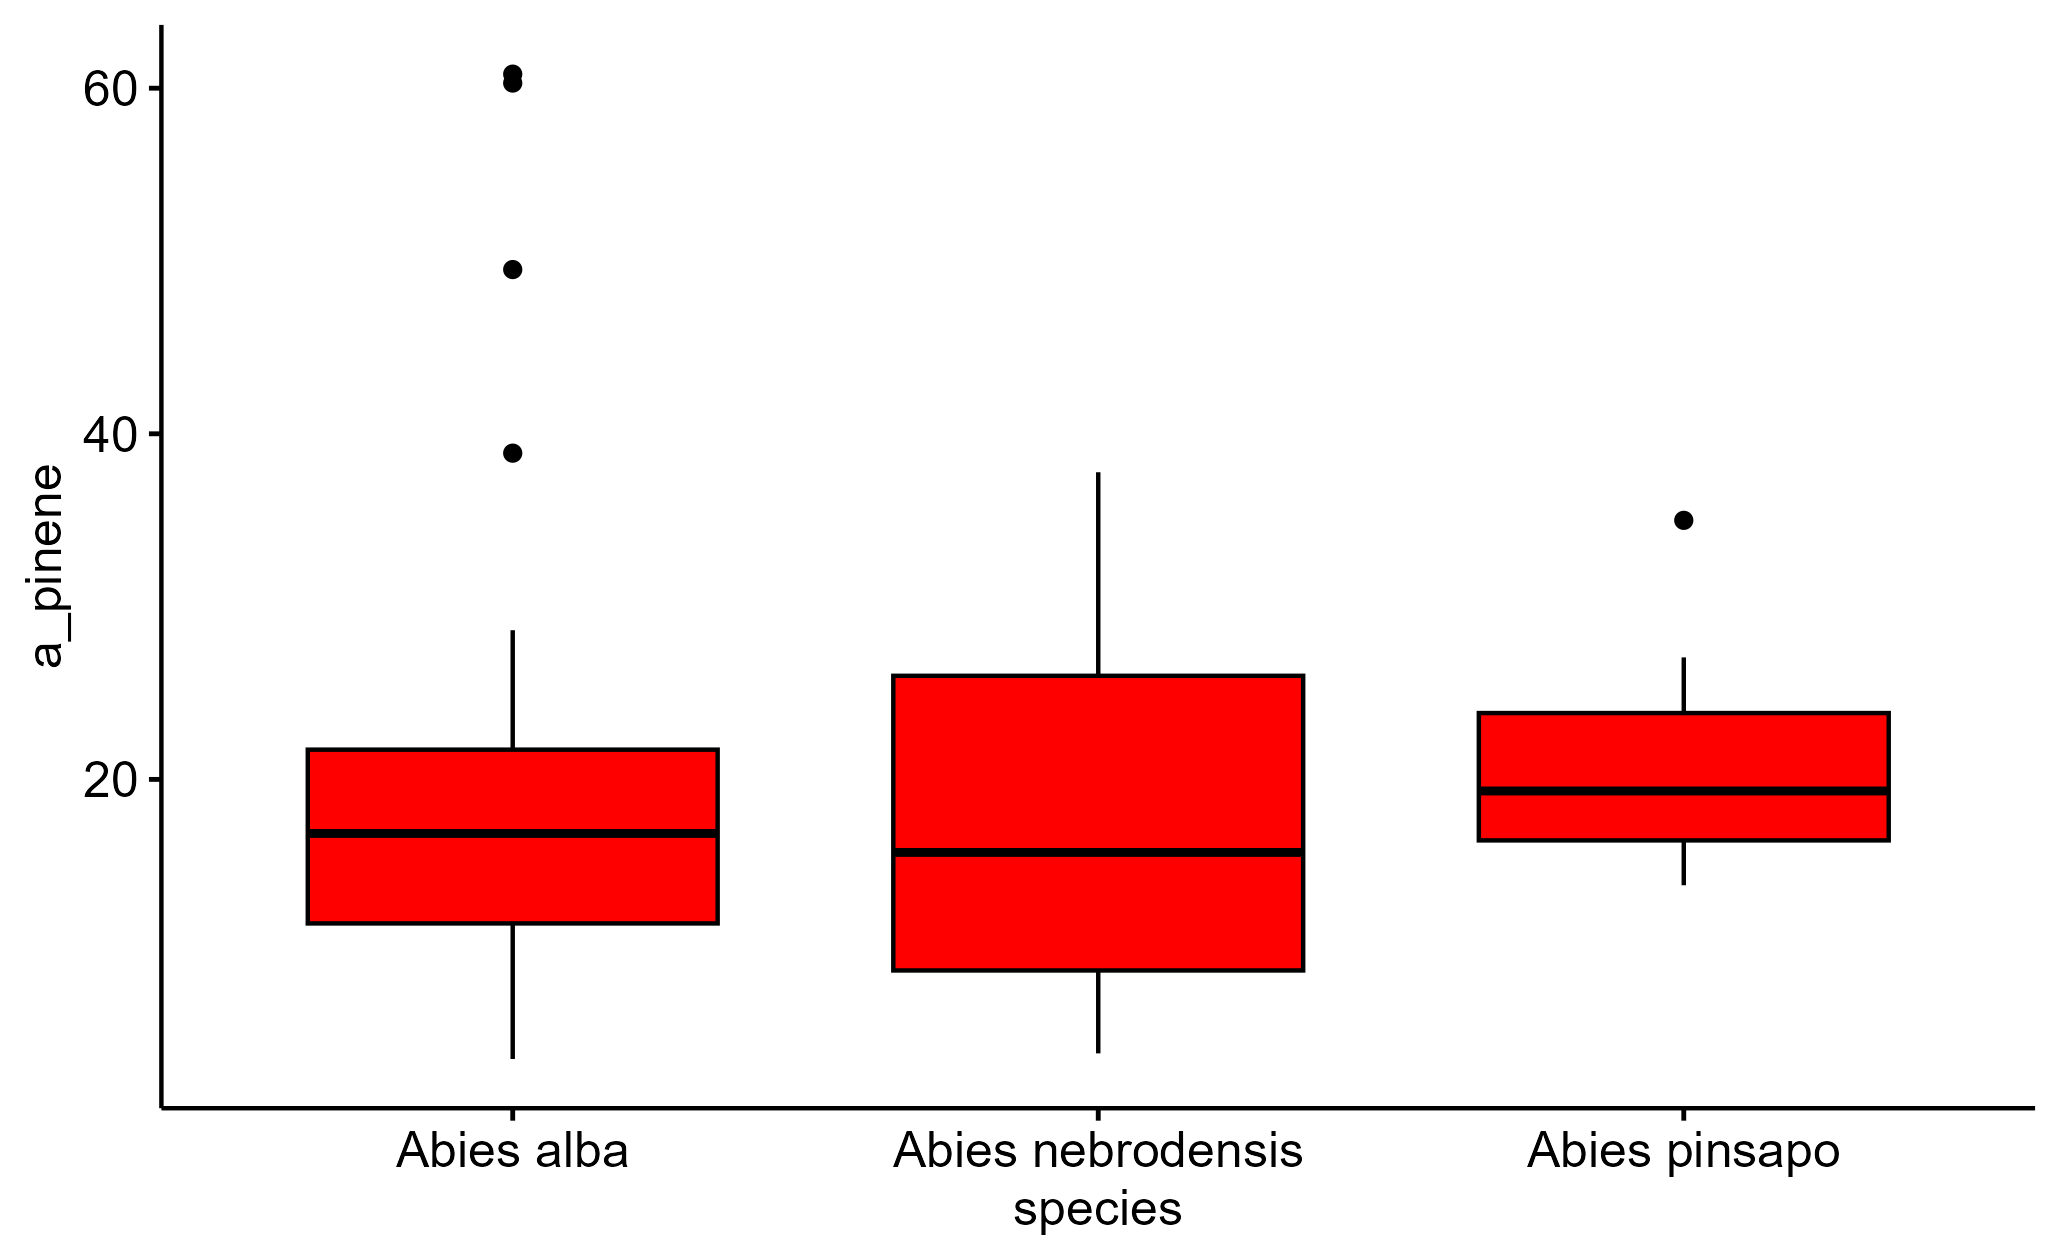 60
40
20
a_pinene
Abies alba
Abies nebrodensis
Abies pinsapo
species